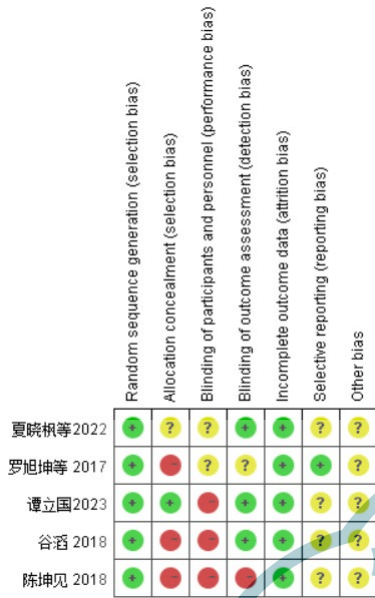 Random sequence generation (selection bias)
Allocation concealment (selection bias)
Blinding of participants and personnel (performance bias)
Blinding of outcome assessment (detection bias)
Incomplete outcome data (attrition bias)
Selective reporting (reporting bias)
Other bias
夏晓枫等2022 + ? ? + + ? ?
罗旭坤等 2017 + - ? ? + + ?
谭立国2023 + + - + + ? ?
谷滔 2018 + - - + + ? ?
陈坤见 2018 + - - - + ? ?